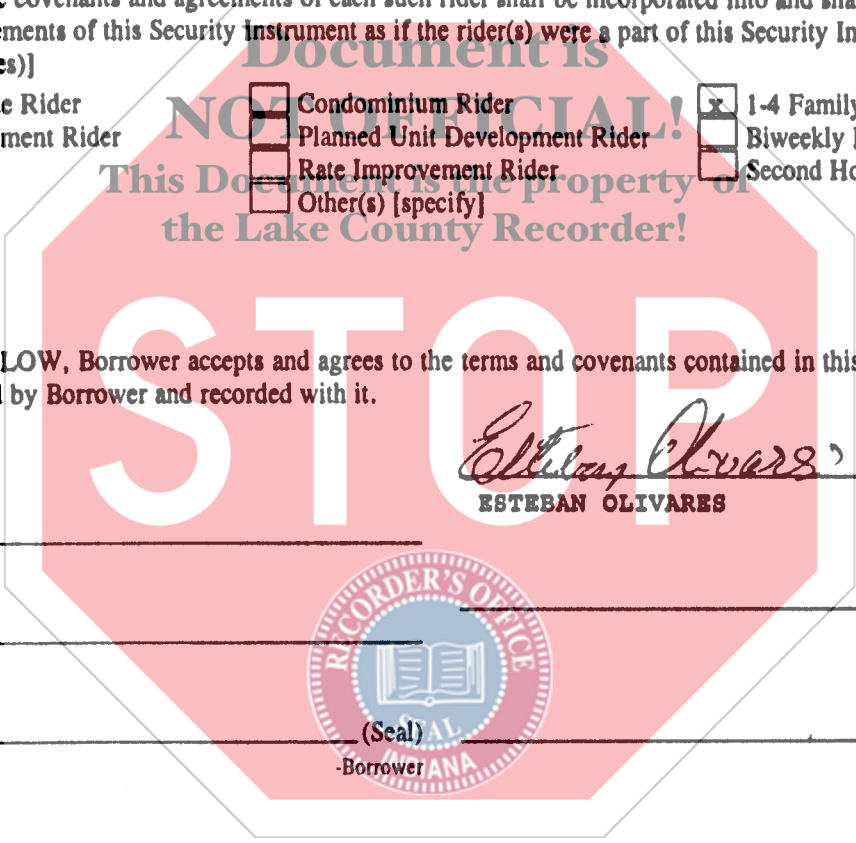 covenants and agreements of each such rider shall be incorporated into and sha
ements of this Security Instrument as if the rider(s) were a part of this Security In
es)]
Document is
NOT OFFICIAL!
This Document is the property of
the Lake County Recorder!
e Rider
Condominium Rider
x 1-4 Family
ment Rider
Planned Unit Development Rider
Biweekly
Rate Improvement Rider
Second Ho
Other(s) [specify]
STOP
LOW, Borrower accepts and agrees to the terms and covenants contained in this
by Borrower and recorded with it.
Esteban Olivares
ESTEBAN OLIVARES
RECORDER'S OFFICE
SEAL
INDIANA
(Seal)
-Borrower